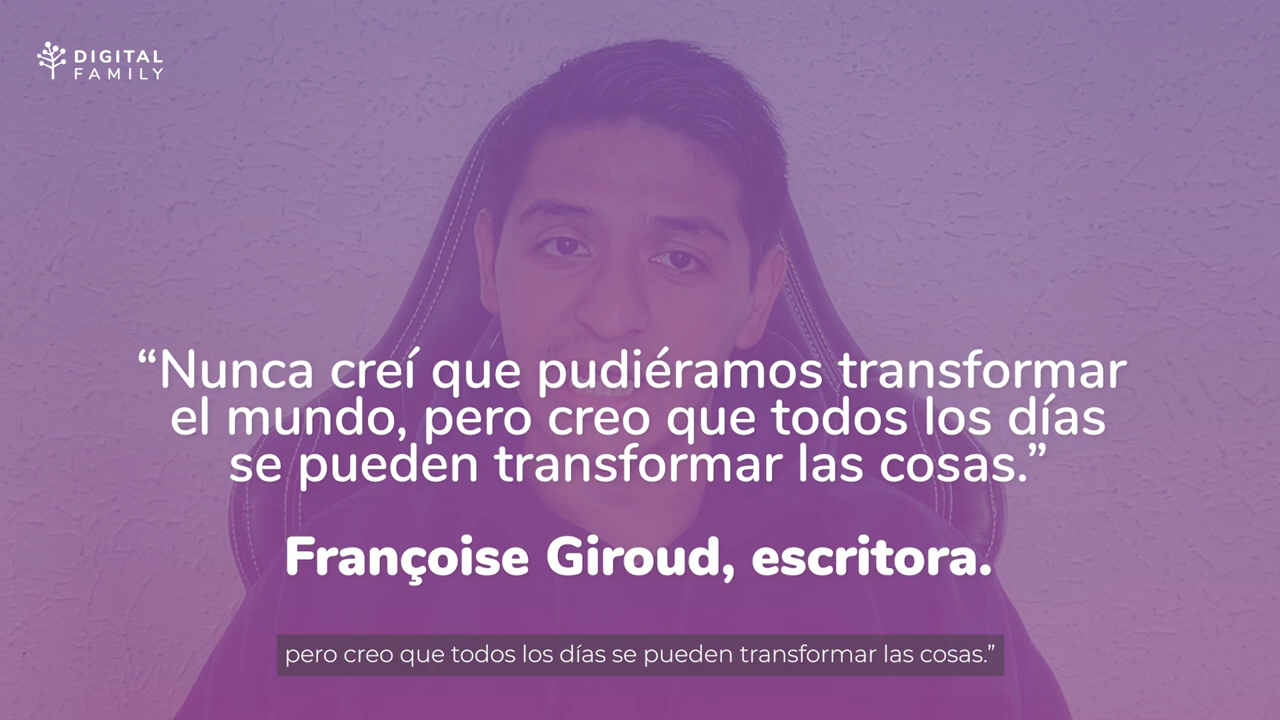 DIGITAL
FAMILY
“Nunca creí que pudiéramos transformar
el mundo, pero creo que todos los días
se pueden transformar las cosas.”
Françoise Giroud, escritora.
pero creo que todos los días se pueden transformar las cosas.”